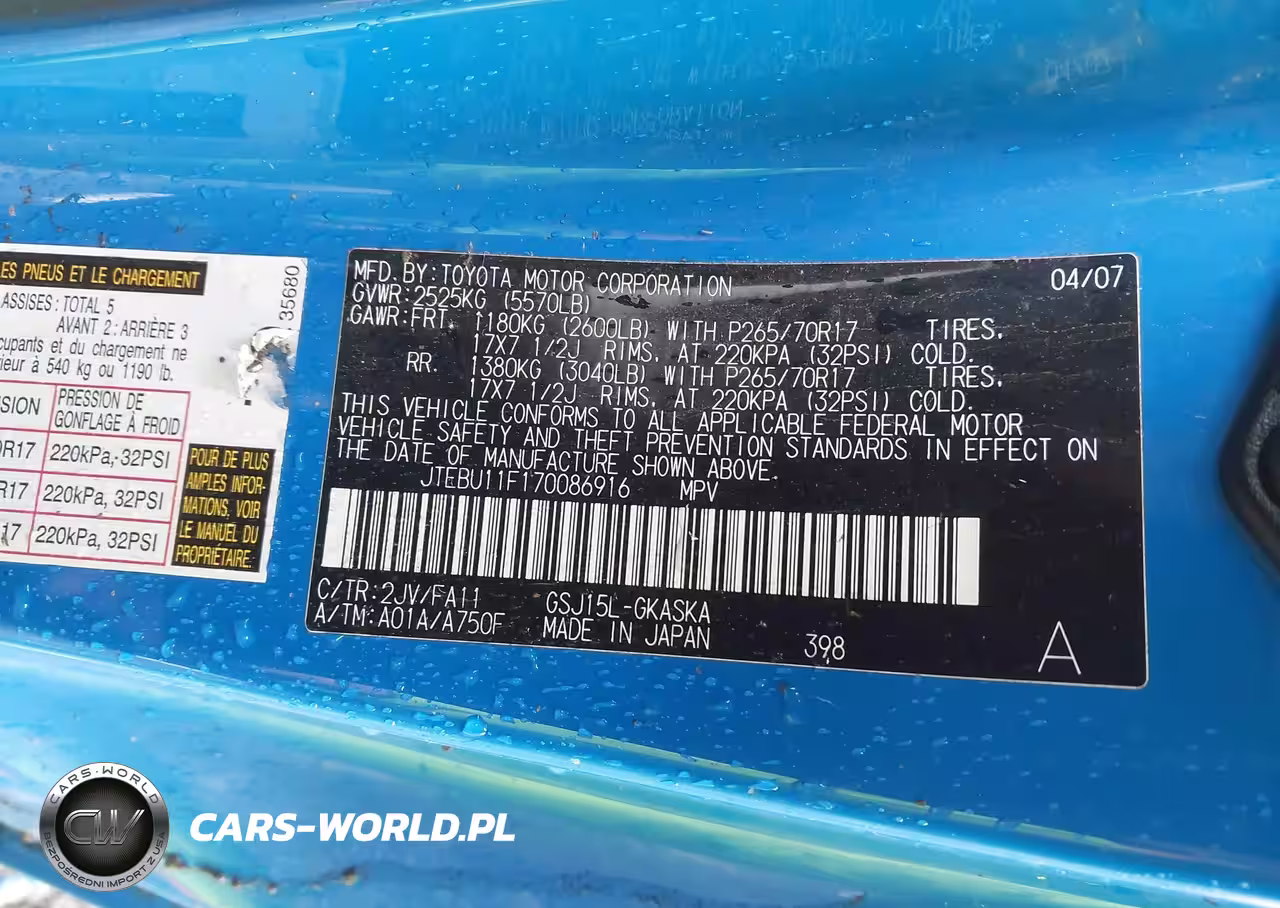 LES PNEUS ET LE CHARGEMENT
35680
ASSISES: TOTAL 5
AVANT 2: ARRIÈRE 3
et du chargement ne
à 540 kg ou 1190 lb.
PRESSION DE
GONFLAGE À FROID
220kPa, 32PSI
220kPa, 32PSI
220kPa, 32PSI
POUR DE PLUS
AMPLES INFOR-
MATIONS, VOIR
LE MANUEL DU
PROPRIÉTAIRE.
MFD. BY: TOYOTA MOTOR CORPORATION 04/07
GVWR: 2525KG (5570LB)
GAWR: FRT. 1180KG (2600LB) WITH P265/70R17 TIRES,
17X7 1/2J RIMS, AT 220KPA (32PSI) COLD.
RR. 1380KG (3040LB) WITH P265/70R17 TIRES,
17X7 1/2J RIMS, AT 220KPA (32PSI) COLD.
THIS VEHICLE CONFORMS TO ALL APPLICABLE FEDERAL MOTOR
VEHICLE SAFETY AND THEFT PREVENTION STANDARDS IN EFFECT ON
THE DATE OF MANUFACTURE SHOWN ABOVE.
JTEBU11F170086916 MPV
C/TR: 2JV/FA11 GSJ15L-GKASKA
A/TM: A01A/A750F MADE IN JAPAN 398 A
CARS-WORLD
CW
BEZPOŚREDNI IMPORT Z USA
CARS-WORLD.PL